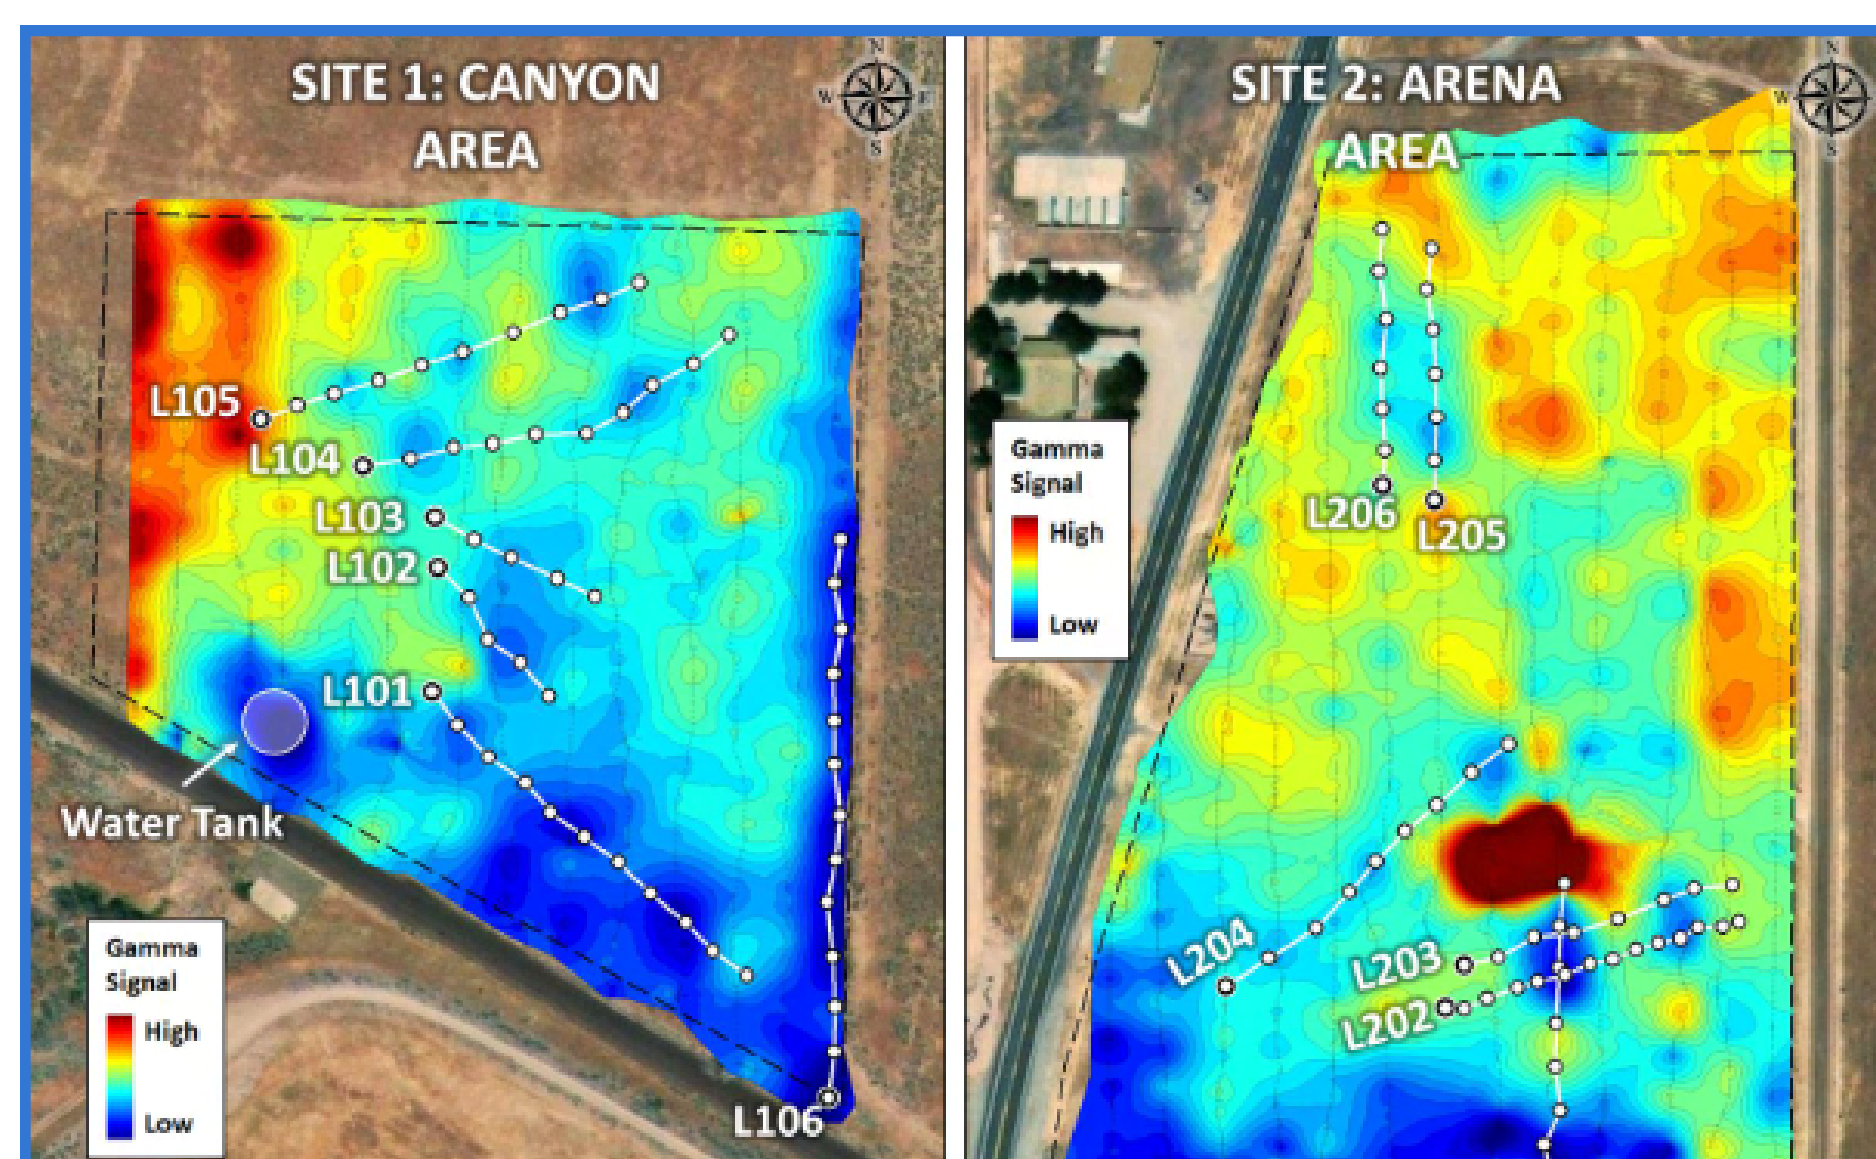 SITE 1: CANYON
AREA
N
W
E
S
L105
L104
L103
L102
L101
Water Tank
Gamma
Signal
High
Low
L106
SITE 2: ARENA
AREA
N
W
S
Gamma
Signal
High
Low
L206
L205
L204
L203
L202